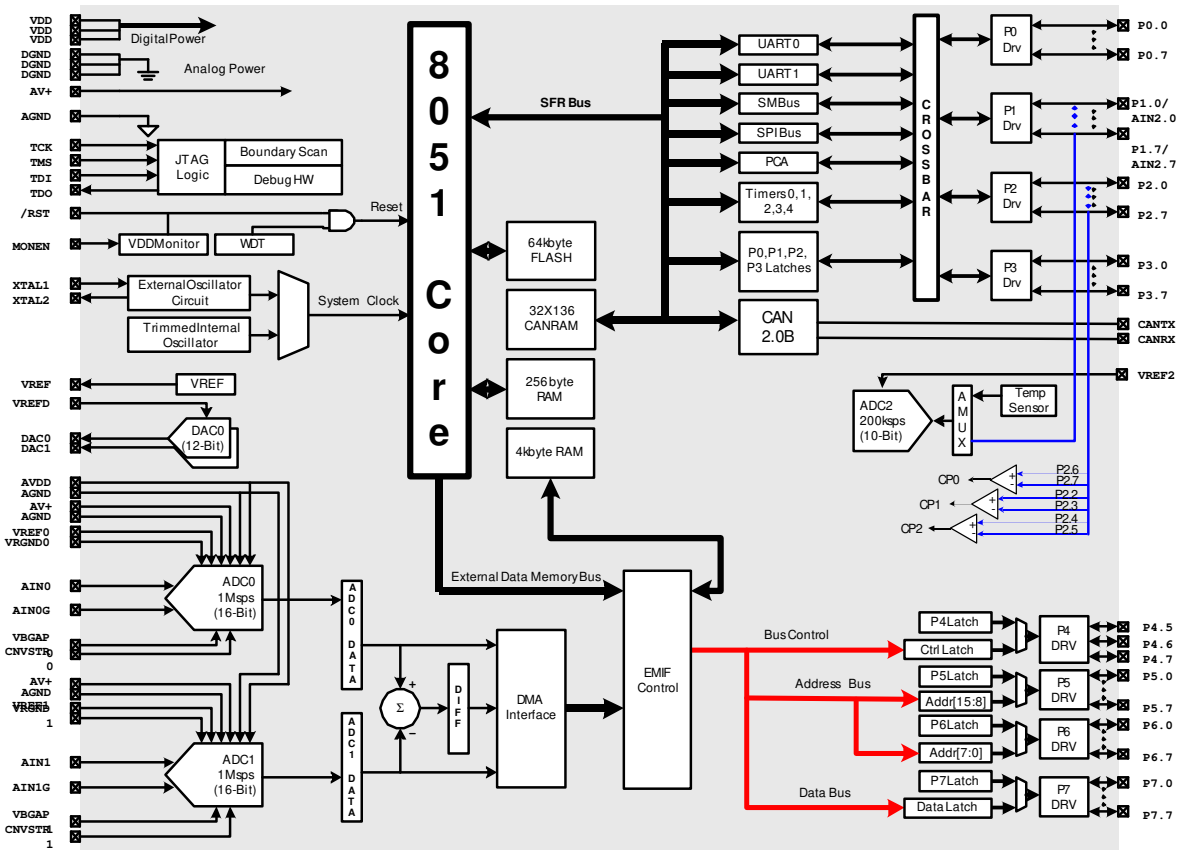 VDD
VDD
VDD
Digital Power
DGND
DGND
DGND
Analog Power
AV+
AGND
TCK
TMS
TDI
TDO
JTAG
Logic
Boundary Scan
Debug HW
/RST
Reset
MONEN
VDD Monitor
WDT
XTAL1
XTAL2
External Oscillator
Circuit
System Clock
Trimmed Internal
Oscillator
VREF
VREF
VREFD
DAC0
DAC1
DAC0
(12-Bit)
AVDD
AGND
AV+
AGND
VREF0
VRGND0
AIN0
AIN0G
ADC0
1Msps
(16-Bit)
VBGAP
0
CNVSTR
0
AV+
AGND
VREF1
VRGND
1
AIN1
AIN1G
ADC1
1Msps
(16-Bit)
VBGAP
1
CNVSTR
1
ADC0 DATA
ADC1 DATA
+
Σ
−
DIFF
DMA
Interface
8051 Core
SFR Bus
64kbyte
FLASH
32X136
CANRAM
256 byte
RAM
4kbyte RAM
External Data Memory Bus
EMIF
Control
UART0
UART1
SMBus
SPI Bus
PCA
Timers 0, 1,
2,3,4
P0, P1, P2,
P3 Latches
CAN
2.0B
CROSSBAR
P0
Drv
P1
Drv
P2
Drv
P3
Drv
P0.0
P0.7
P1.0/
AIN2.0
P1.7/
AIN2.7
P2.0
P2.7
P3.0
P3.7
CANTX
CANRX
VREF2
ADC2
200ksps
(10-Bit)
AMUX
Temp
Sensor
CP0
+
-
P2.6
P2.7
CP1
+
-
P2.2
P2.3
CP2
+
-
P2.4
P2.5
Bus Control
Address Bus
Data Bus
P4 Latch
Ctrl Latch
P5 Latch
Addr[15:8]
P6 Latch
Addr[7:0]
P7 Latch
Data Latch
P4
DRV
P5
DRV
P6
DRV
P7
DRV
P4.5
P4.6
P4.7
P5.0
P5.7
P6.0
P6.7
P7.0
P7.7